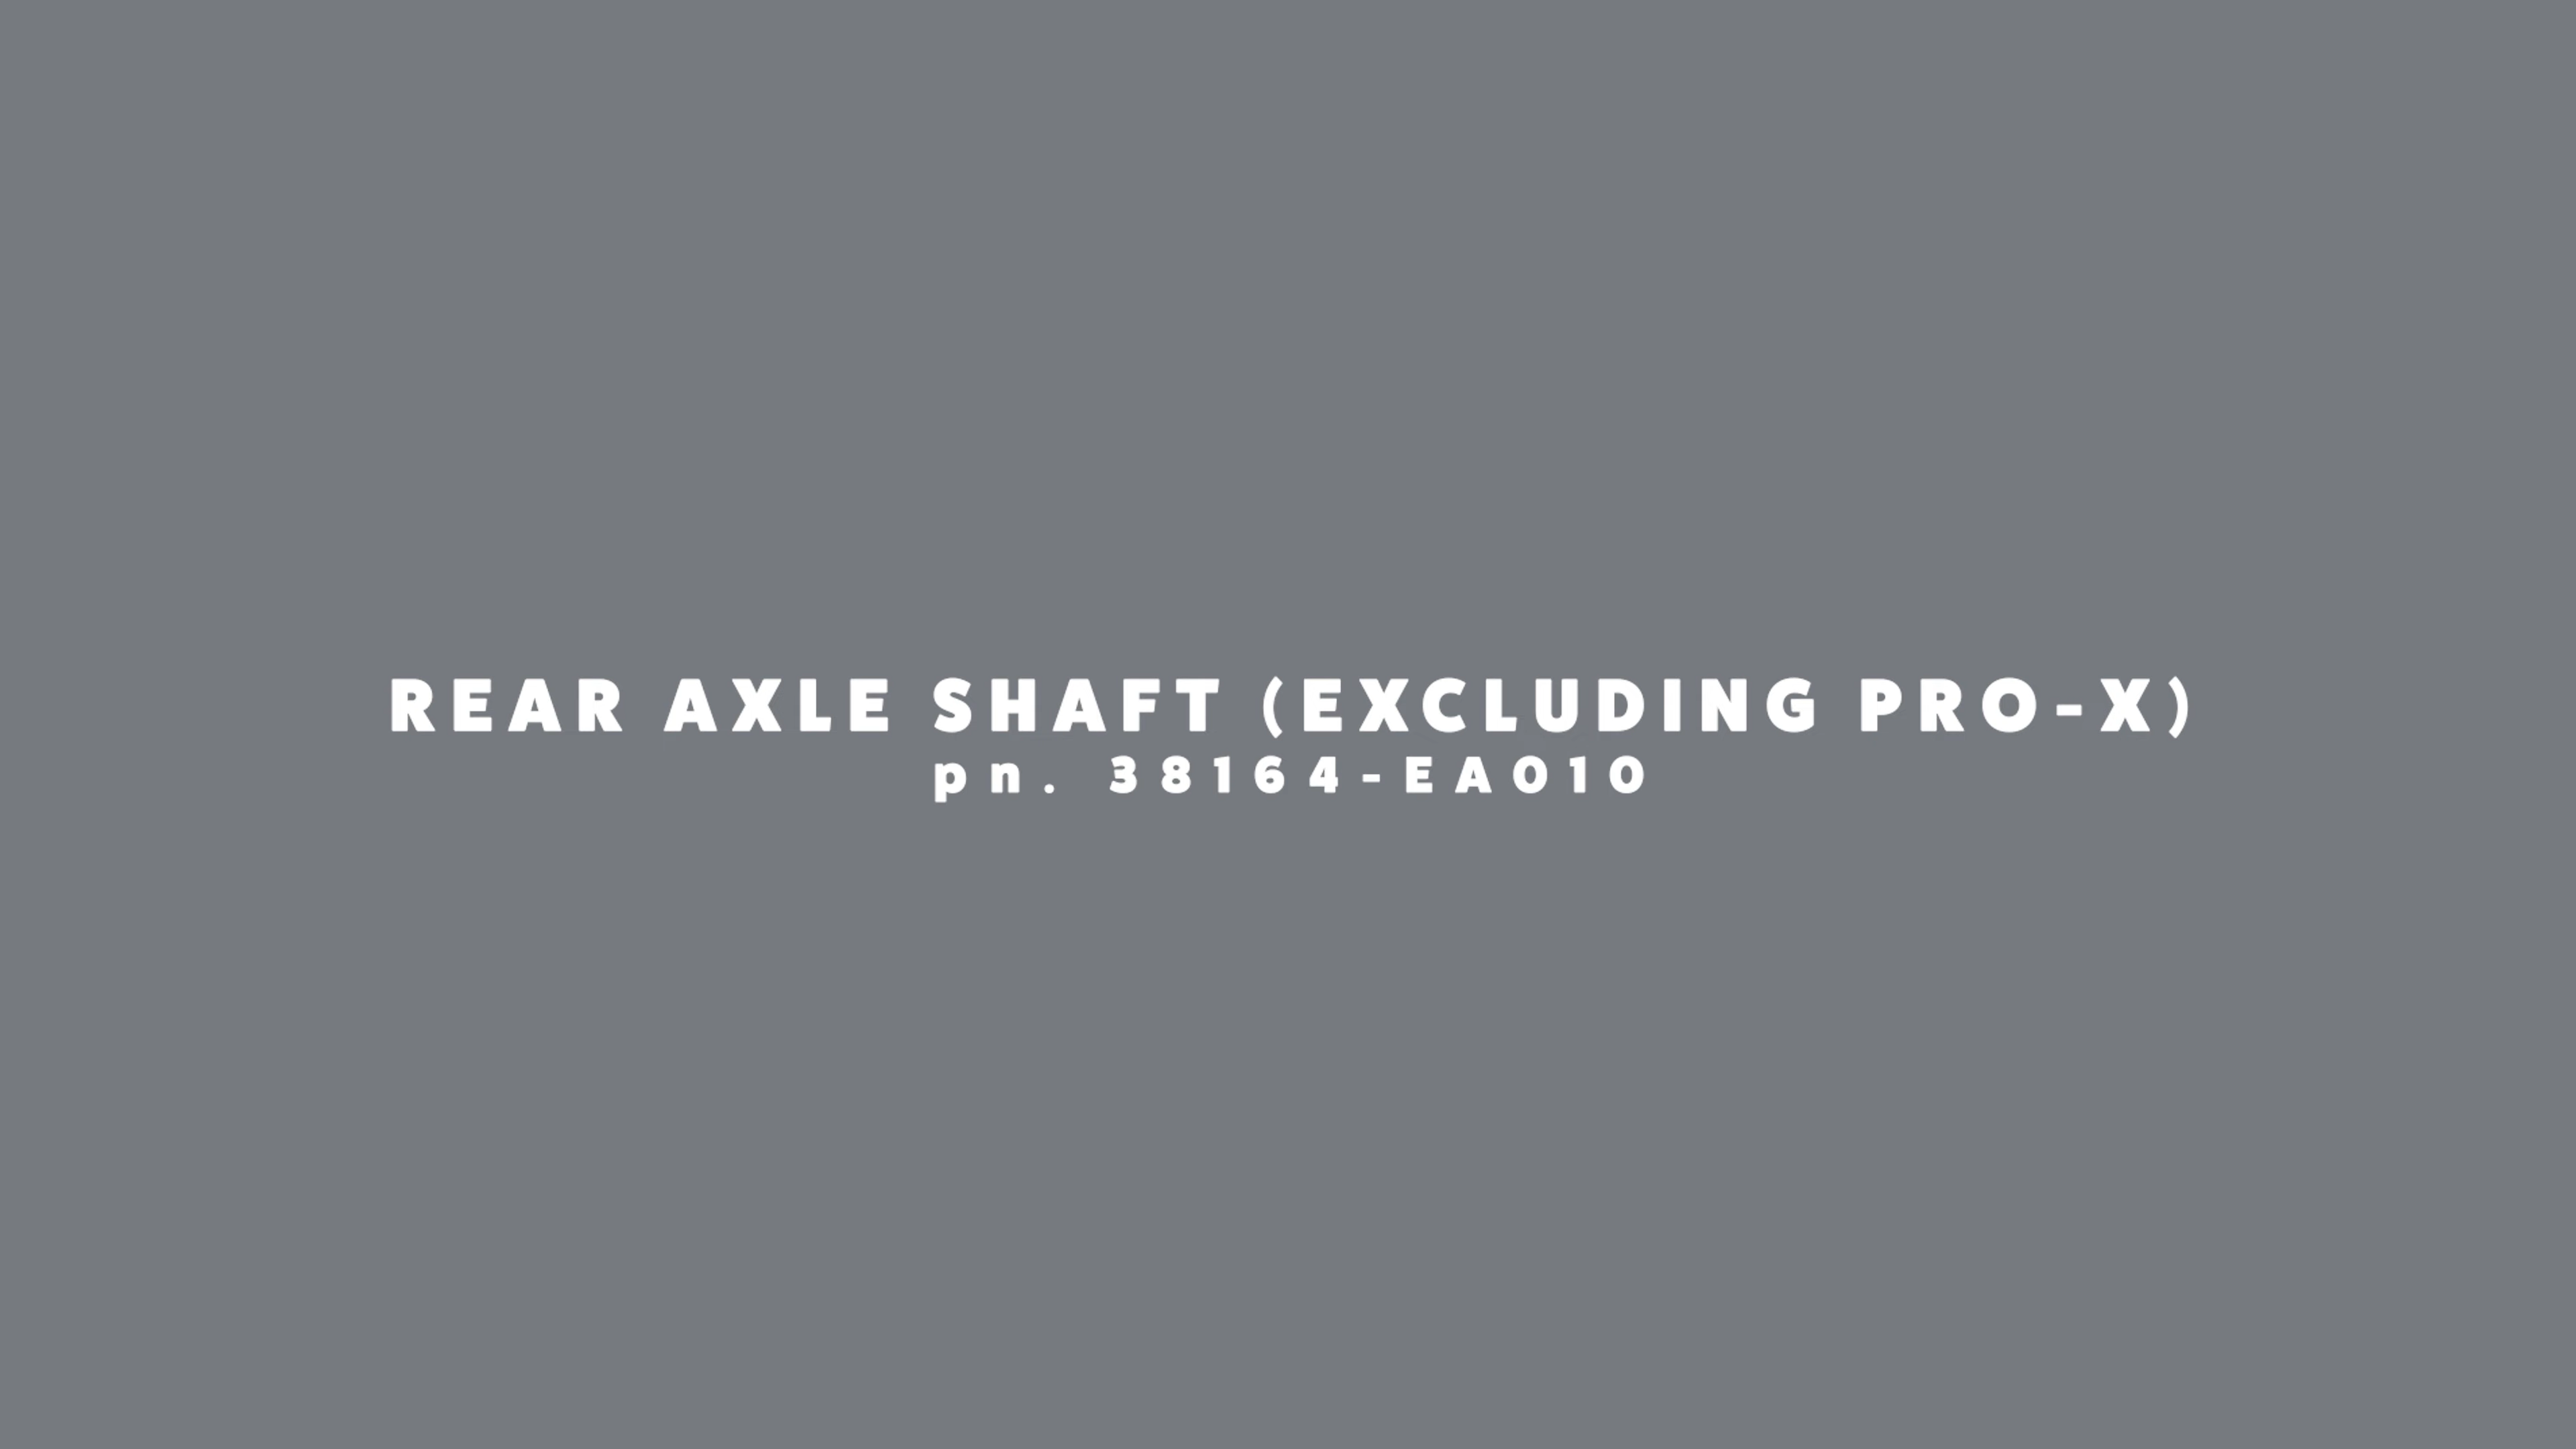 REAR AXLE SHAFT (EXCLUDING PRO-X)
pn. 38164-EA010